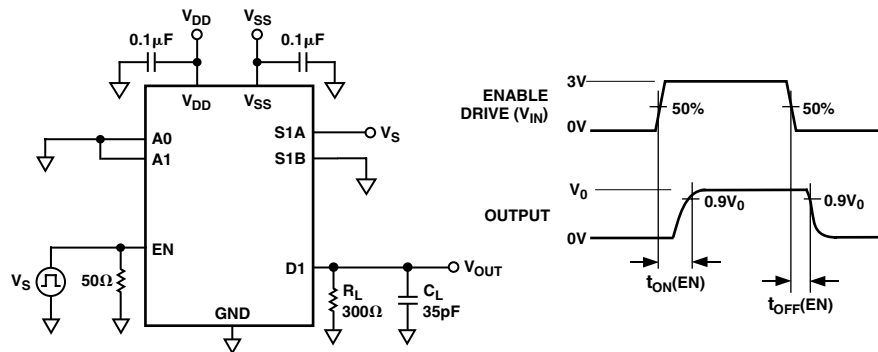 VDD
VSS
0.1µF
0.1µF
VDD
VSS
A0
A1
S1A
VS
S1B
EN
VS
50Ω
D1
VOUT
RL
300Ω
CL
35pF
GND
3V
ENABLE
DRIVE (VIN)
50%
50%
0V
V0
0.9V0
0.9V0
OUTPUT
0V
tON(EN)
tOFF(EN)